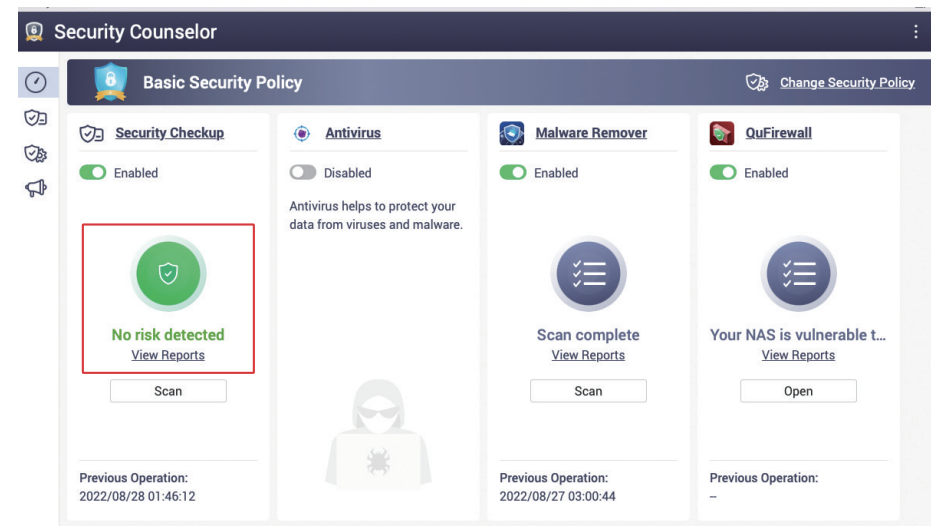 Security Counselor
Basic Security Policy
Change Security Policy
Security Checkup
Enabled
No risk detected
View Reports
Scan
Previous Operation:
2022/08/28 01:46:12
Antivirus
Disabled
Antivirus helps to protect your
data from viruses and malware.
Malware Remover
Enabled
Scan complete
View Reports
Scan
Previous Operation:
2022/08/27 03:00:44
QuFirewall
Enabled
Your NAS is vulnerable t...
View Reports
Open
Previous Operation:
--